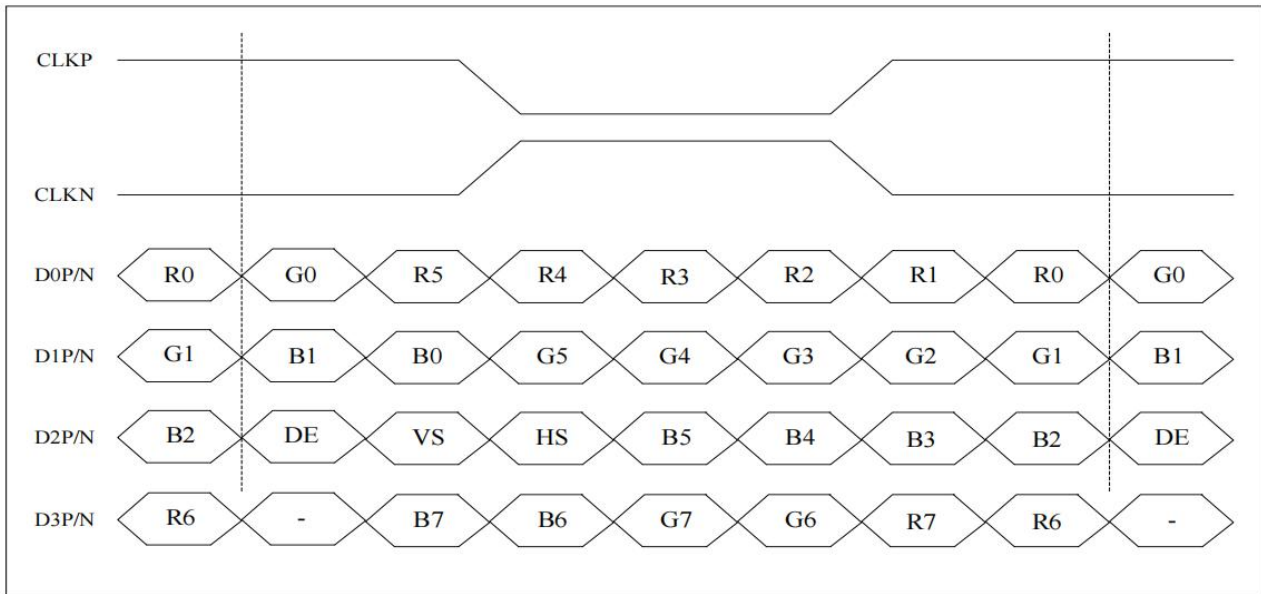 CLKP
CLKN
D0P/N R0 G0 R5 R4 R3 R2 R1 R0 G0
D1P/N G1 B1 B0 G5 G4 G3 G2 G1 B1
D2P/N B2 DE VS HS B5 B4 B3 B2 DE
D3P/N R6 - B7 B6 G7 G6 R7 R6 -